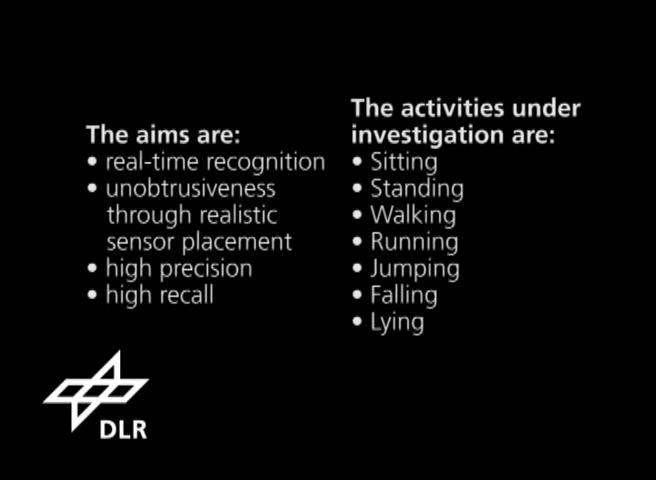 The aims are:
• real-time recognition
• unobtrusiveness
through realistic
sensor placement
• high precision
• high recall
The activities under
investigation are:
• Sitting
• Standing
• Walking
• Running
• Jumping
• Falling
• Lying
DLR